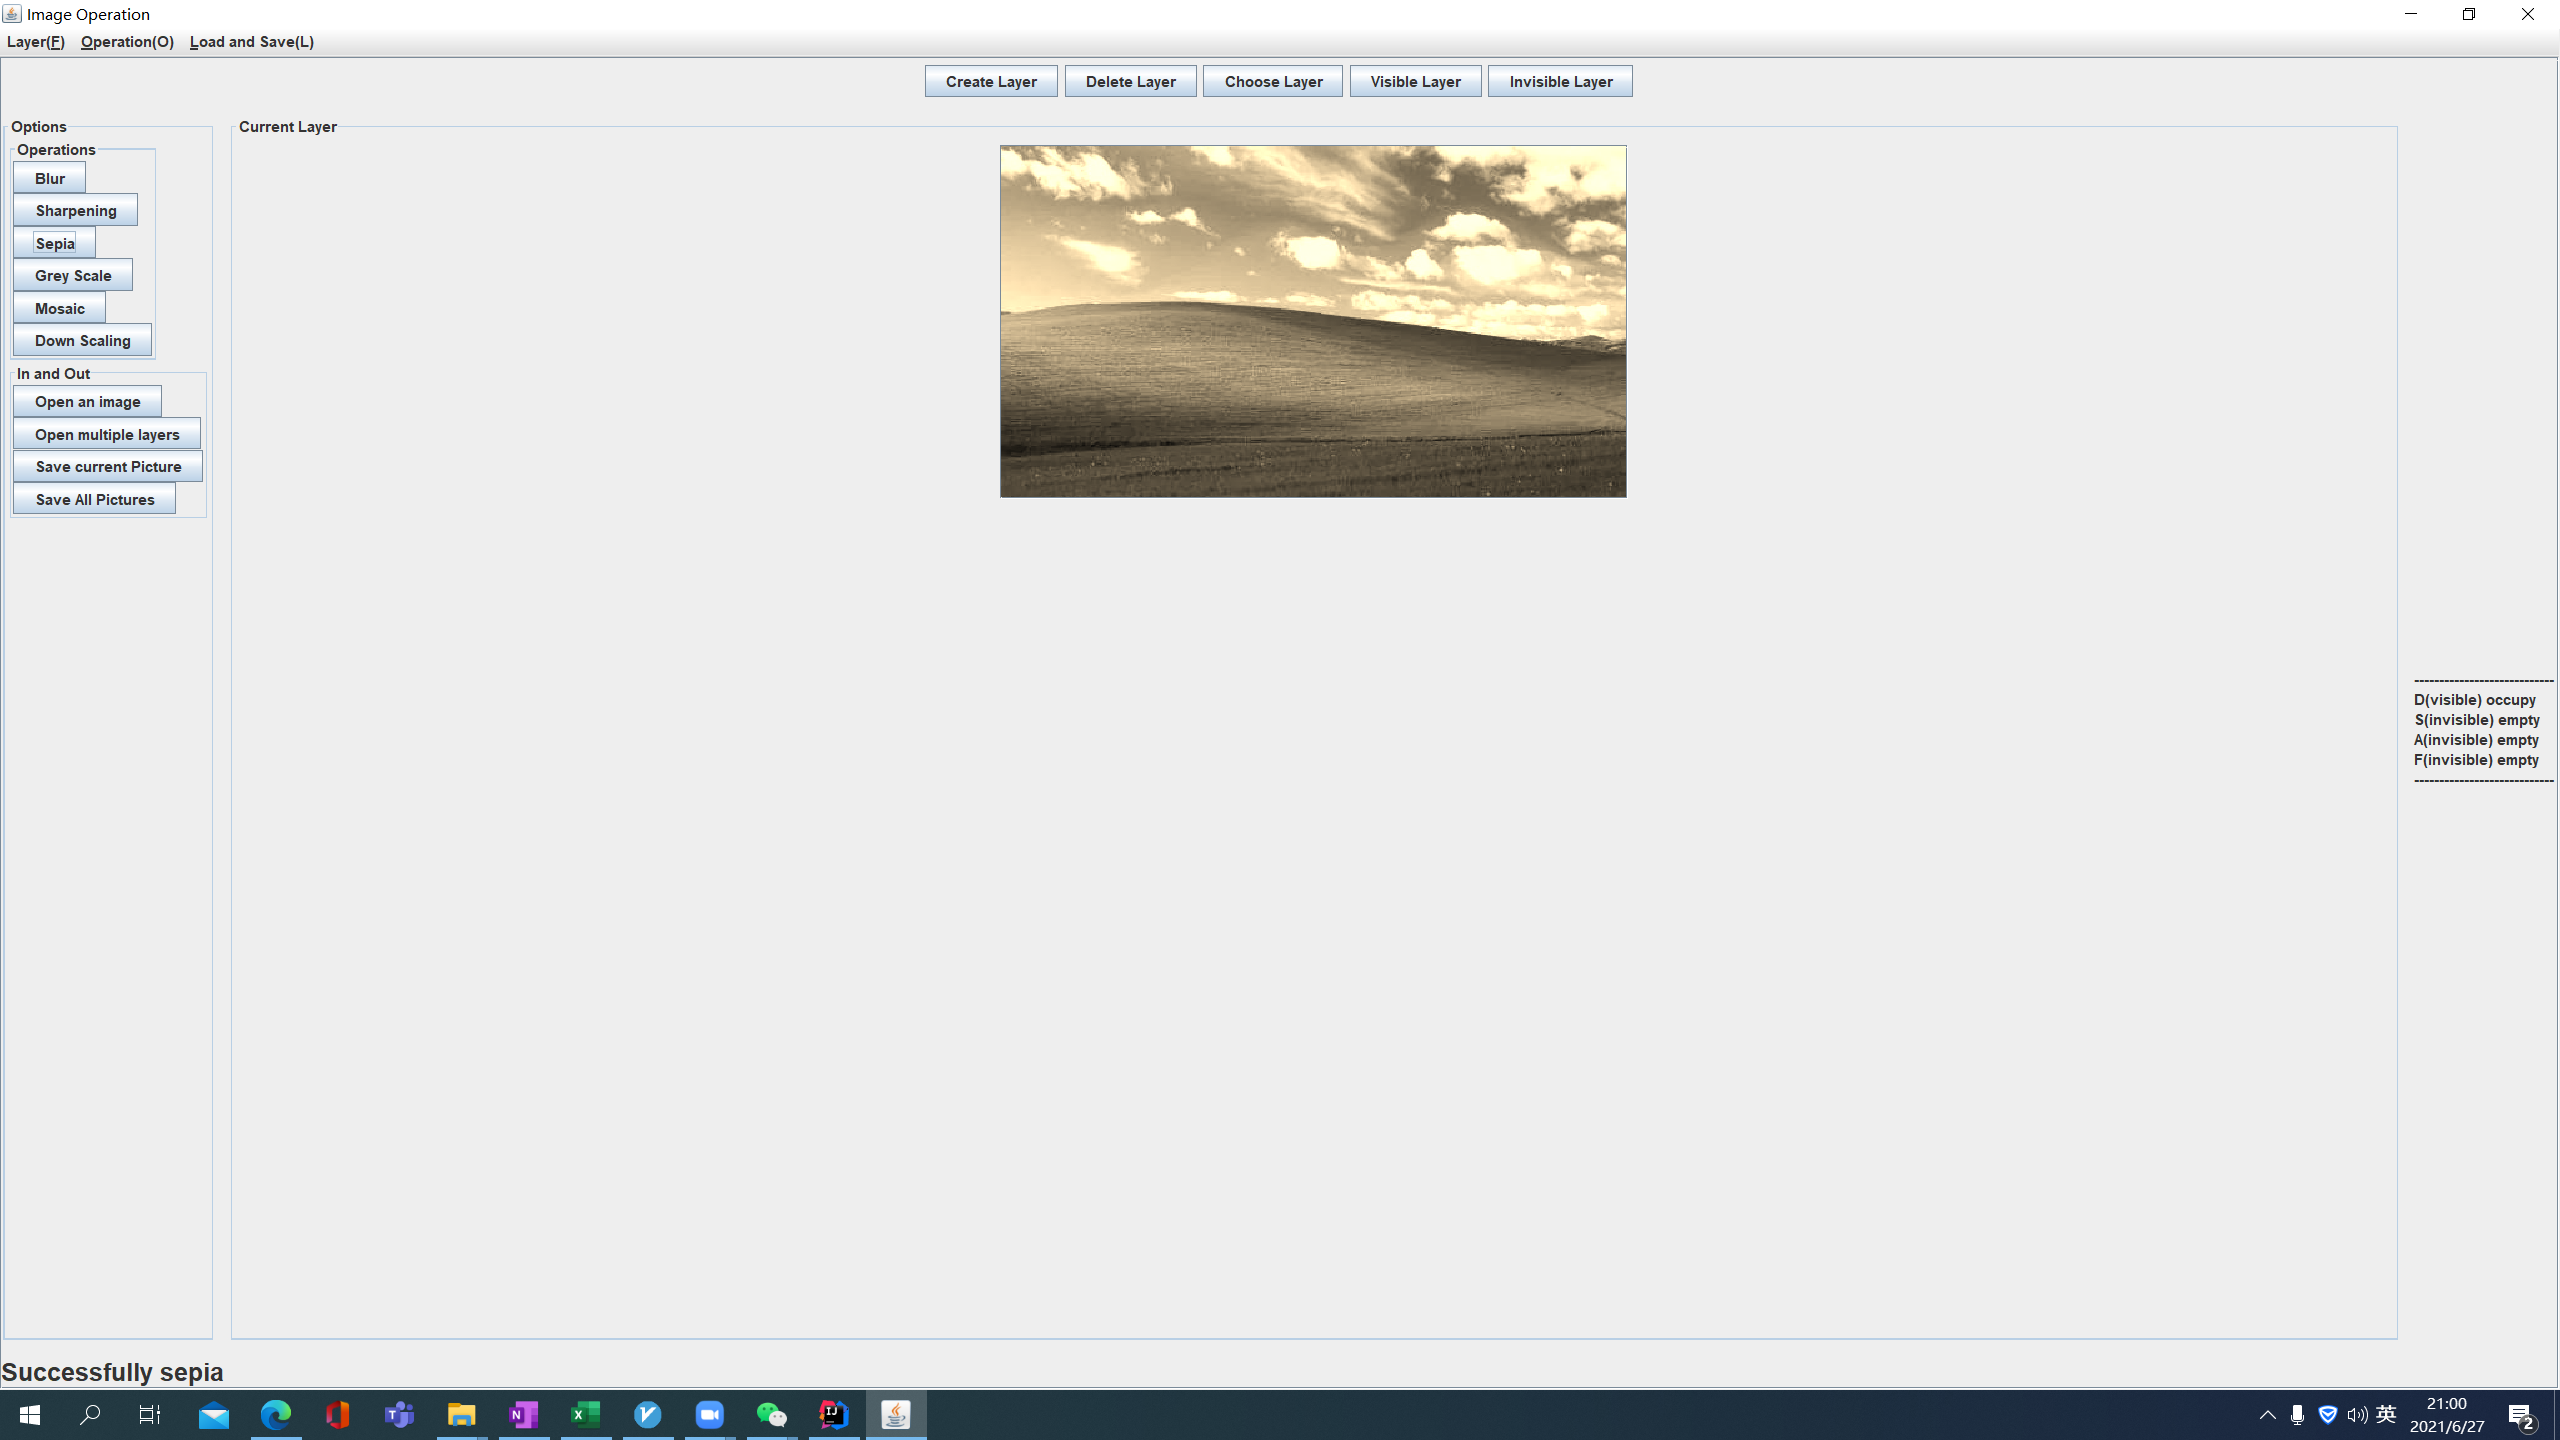 Image Operation
Layer(F) Operation(O) Load and Save(L)
Create Layer Delete Layer Choose Layer Visible Layer Invisible Layer
Options
Operations
Blur
Sharpening
Sepia
Grey Scale
Mosaic
Down Scaling
In and Out
Open an image
Open multiple layers
Save current Picture
Save All Pictures
Current Layer
----------------------------
D(visible) occupy
S(invisible) empty
A(invisible) empty
F(invisible) empty
----------------------------
Successfully sepia
英
21:00
2021/6/27
2